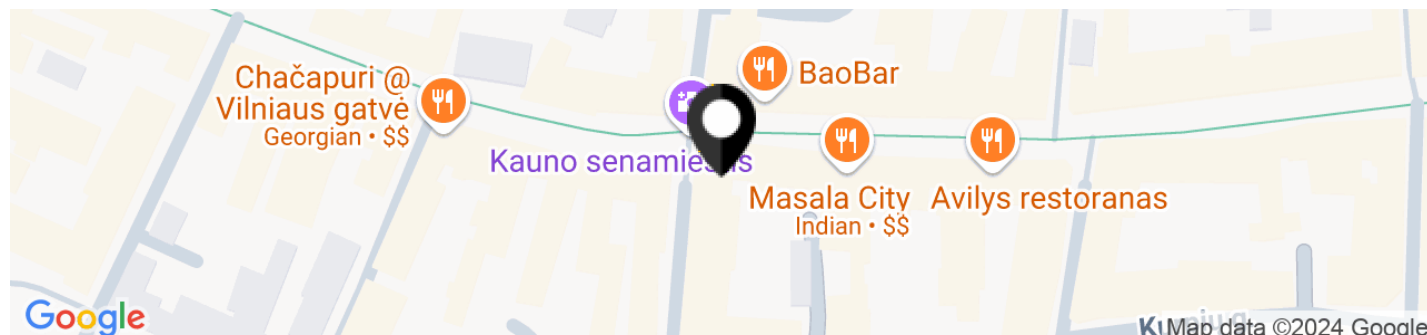 Chačapuri @
Vilniaus gatvė
Georgian • $$
BaoBar
Kauno senamiestis
Masala City
Indian • $$
Avilys restoranas
Google
Map data ©2024 Google